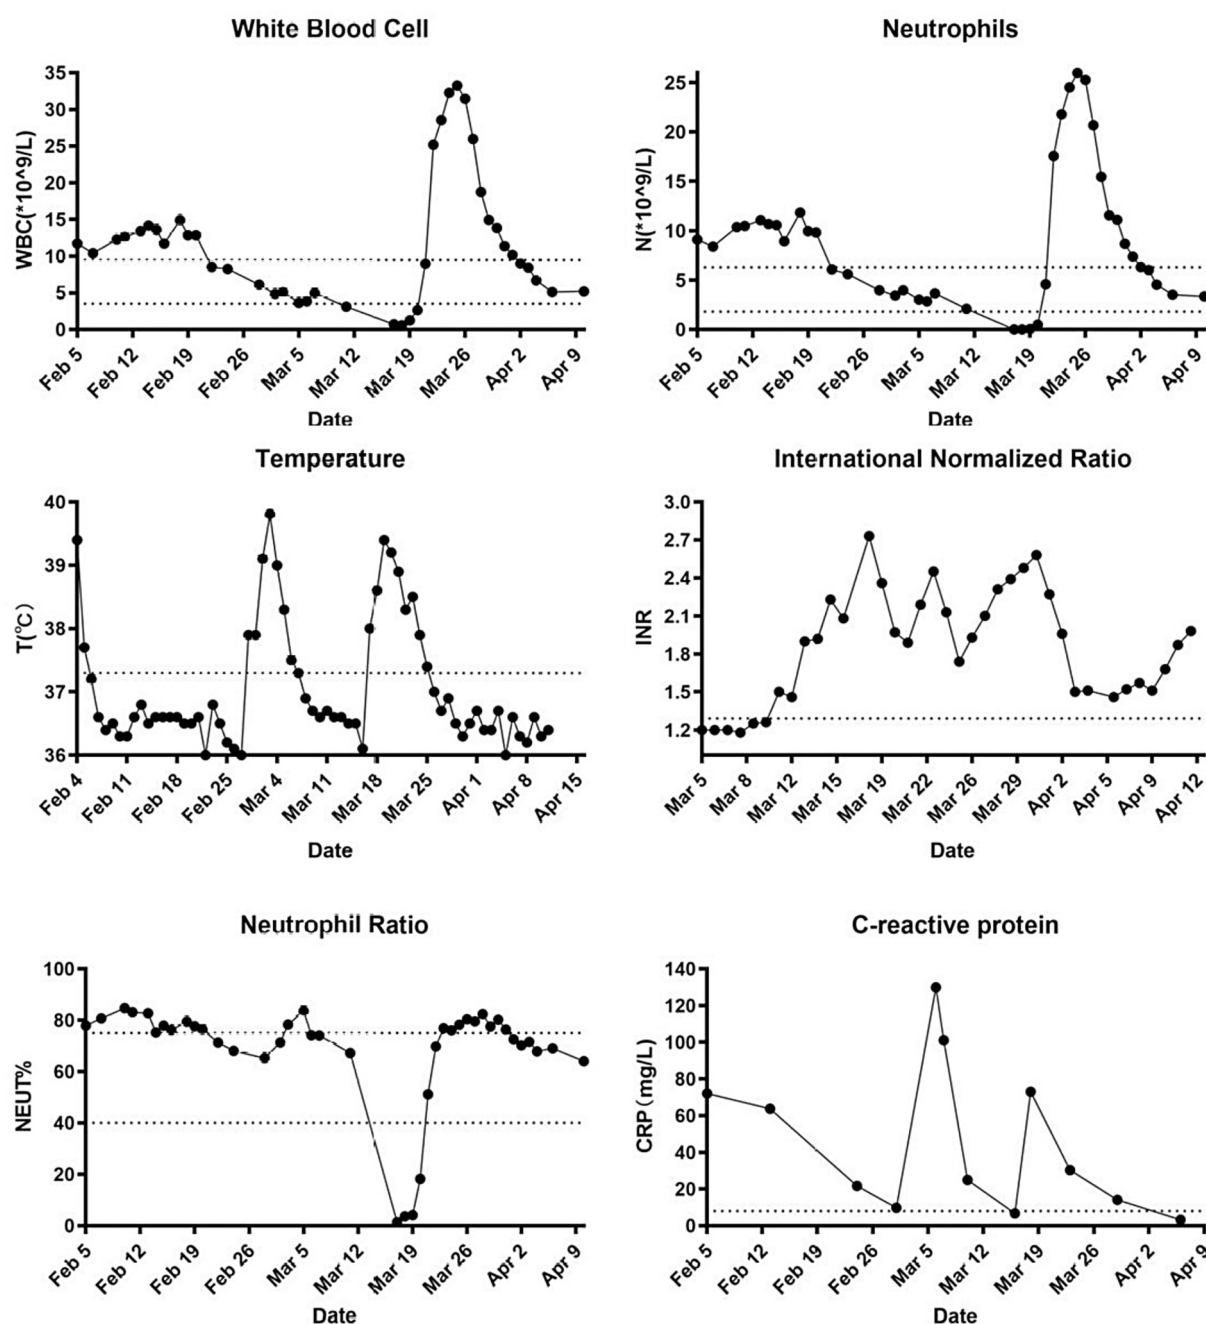 White Blood Cell
WBC(*10^9/L)
35
30
25
20
15
10
5
0
Feb 5
Feb 12
Feb 19
Feb 26
Mar 5
Mar 12
Mar 19
Mar 26
Apr 2
Apr 9
Date
Neutrophils
N(*10^9/L)
25
20
15
10
5
0
Feb 5
Feb 12
Feb 19
Feb 26
Mar 5
Mar 12
Mar 19
Mar 26
Apr 2
Apr 9
Date
Temperature
T(℃)
40
39
38
37
36
Feb 4
Feb 11
Feb 18
Feb 25
Mar 4
Mar 11
Mar 18
Mar 25
Apr 1
Apr 8
Apr 15
Date
International Normalized Ratio
INR
3.0
2.7
2.4
2.1
1.8
1.5
1.2
Mar 5
Mar 8
Mar 12
Mar 15
Mar 19
Mar 22
Mar 26
Mar 29
Apr 2
Apr 5
Apr 9
Apr 12
Date
Neutrophil Ratio
NEUT%
100
80
60
40
20
0
Feb 5
Feb 12
Feb 19
Feb 26
Mar 5
Mar 12
Mar 19
Mar 26
Apr 2
Apr 9
Date
C-reactive protein
CRP(mg/L)
140
120
100
80
60
40
20
0
Feb 5
Feb 12
Feb 19
Feb 26
Mar 5
Mar 12
Mar 19
Mar 26
Apr 2
Apr 9
Date